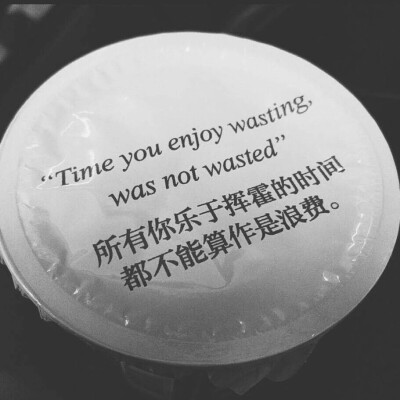 “Time you enjoy wasting,
was not wasted”
所有你乐于挥霍的时间
都不能算作是浪费。